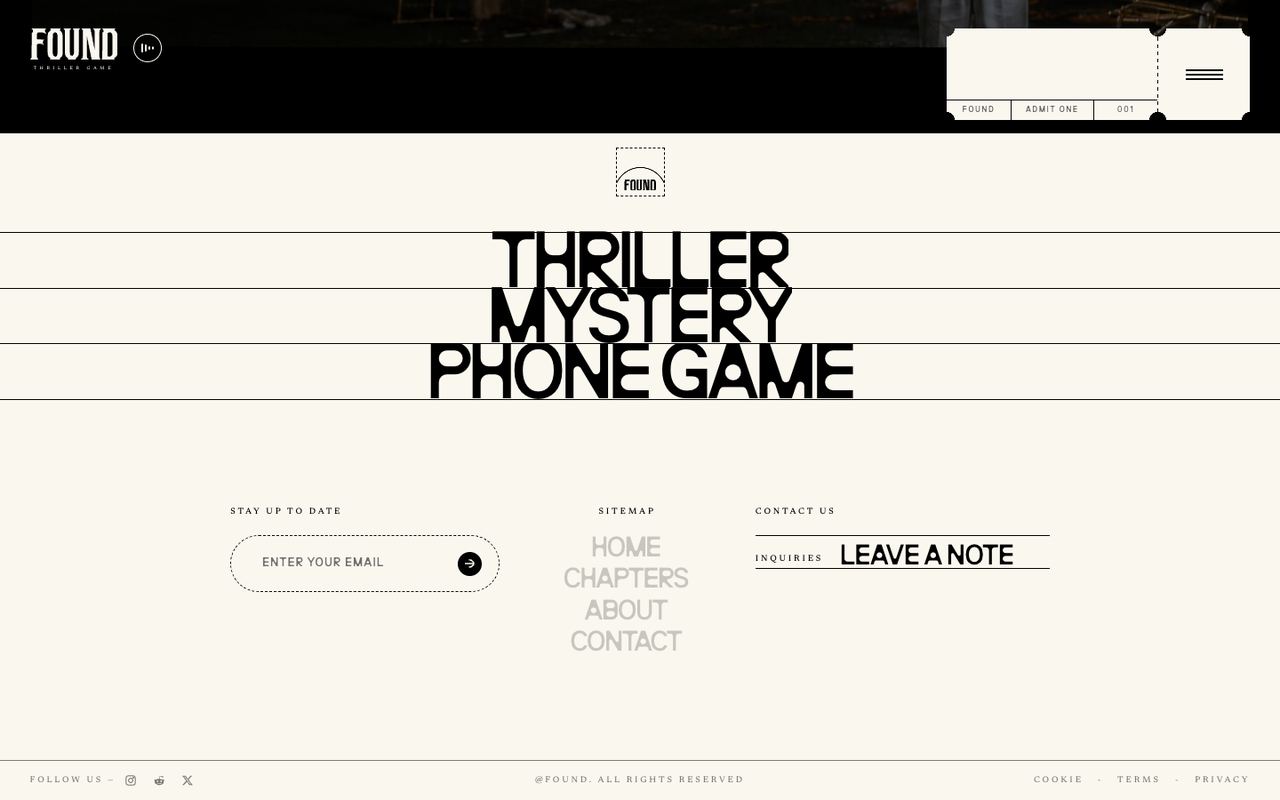 FOUND
THRILLER GAME
FOUND ADMIT ONE 001
FOUND
THRILLER
MYSTERY
PHONE GAME
STAY UP TO DATE
ENTER YOUR EMAIL
SITEMAP
HOME
CHAPTERS
ABOUT
CONTACT
CONTACT US
INQUIRIES LEAVE A NOTE
FOLLOW US –
@FOUND. ALL RIGHTS RESERVED
COOKIE - TERMS - PRIVACY